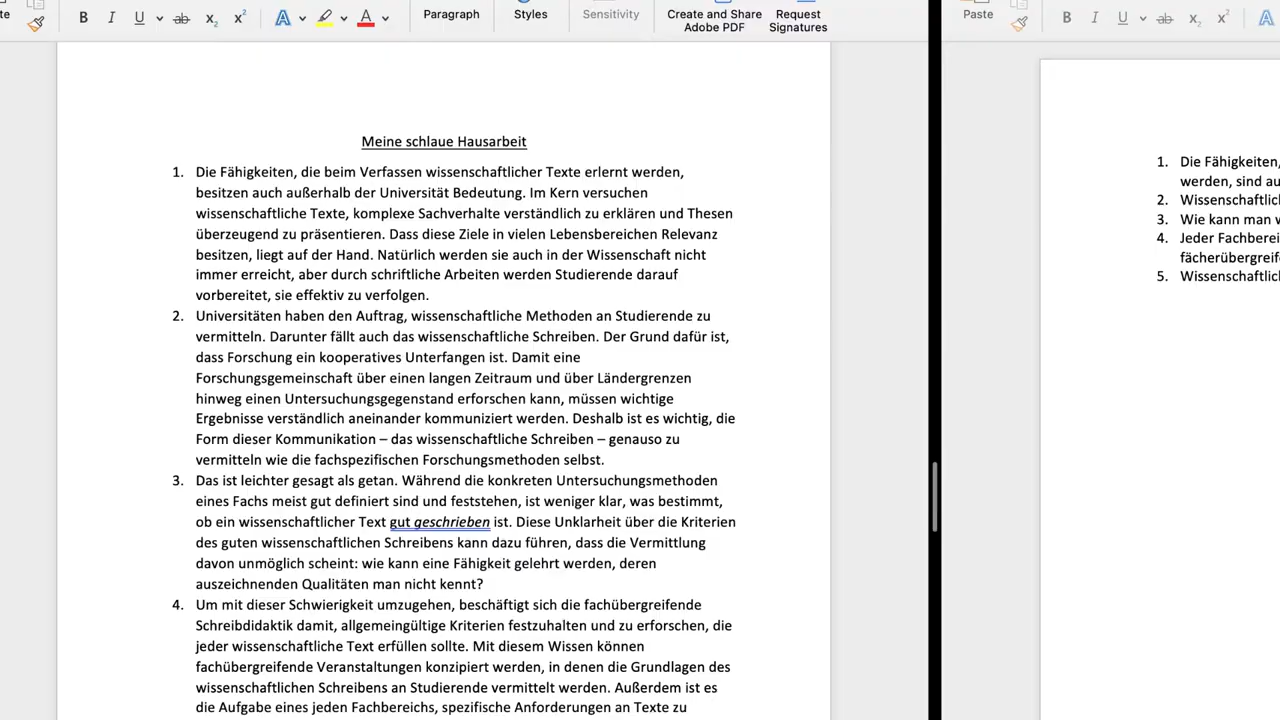 Paragraph
Styles
Sensitivity
Create and Share
Adobe PDF
Request
Signatures
Paste
Meine schlaue Hausarbeit
1. Die Fähigkeiten, die beim Verfassen wissenschaftlicher Texte erlernt werden,
besitzen auch außerhalb der Universität Bedeutung. Im Kern versuchen
wissenschaftliche Texte, komplexe Sachverhalte verständlich zu erklären und Thesen
überzeugend zu präsentieren. Dass diese Ziele in vielen Lebensbereichen Relevanz
besitzen, liegt auf der Hand. Natürlich werden sie auch in der Wissenschaft nicht
immer erreicht, aber durch schriftliche Arbeiten werden Studierende darauf
vorbereitet, sie effektiv zu verfolgen.
2. Universitäten haben den Auftrag, wissenschaftliche Methoden an Studierende zu
vermitteln. Darunter fällt auch das wissenschaftliche Schreiben. Der Grund dafür ist,
dass Forschung ein kooperatives Unterfangen ist. Damit eine
Forschungsgemeinschaft über einen langen Zeitraum und über Ländergrenzen
hinweg einen Untersuchungsgegenstand erforschen kann, müssen wichtige
Ergebnisse verständlich aneinander kommuniziert werden. Deshalb ist es wichtig, die
Form dieser Kommunikation – das wissenschaftliche Schreiben – genauso zu
vermitteln wie die fachspezifischen Forschungsmethoden selbst.
3. Das ist leichter gesagt als getan. Während die konkreten Untersuchungsmethoden
eines Fachs meist gut definiert sind und feststehen, ist weniger klar, was bestimmt,
ob ein wissenschaftlicher Text gut geschrieben ist. Diese Unklarheit über die Kriterien
des guten wissenschaftlichen Schreibens kann dazu führen, dass die Vermittlung
davon unmöglich scheint: wie kann eine Fähigkeit gelehrt werden, deren
auszeichnenden Qualitäten man nicht kennt?
4. Um mit dieser Schwierigkeit umzugehen, beschäftigt sich die fachübergreifende
Schreibdidaktik damit, allgemeingültige Kriterien festzuhalten und zu erforschen, die
jeder wissenschaftliche Text erfüllen sollte. Mit diesem Wissen können
fachübergreifende Veranstaltungen konzipiert werden, in denen die Grundlagen des
wissenschaftlichen Schreibens an Studierende vermittelt werden. Außerdem ist es
die Aufgabe eines jeden Fachbereichs, spezifische Anforderungen an Texte zu
1. Die Fähigkeiten,
werden, sind au
2. Wissenschaftlic
3. Wie kann man w
4. Jeder Fachberei
fächerübergreife
5. Wissenschaftlic